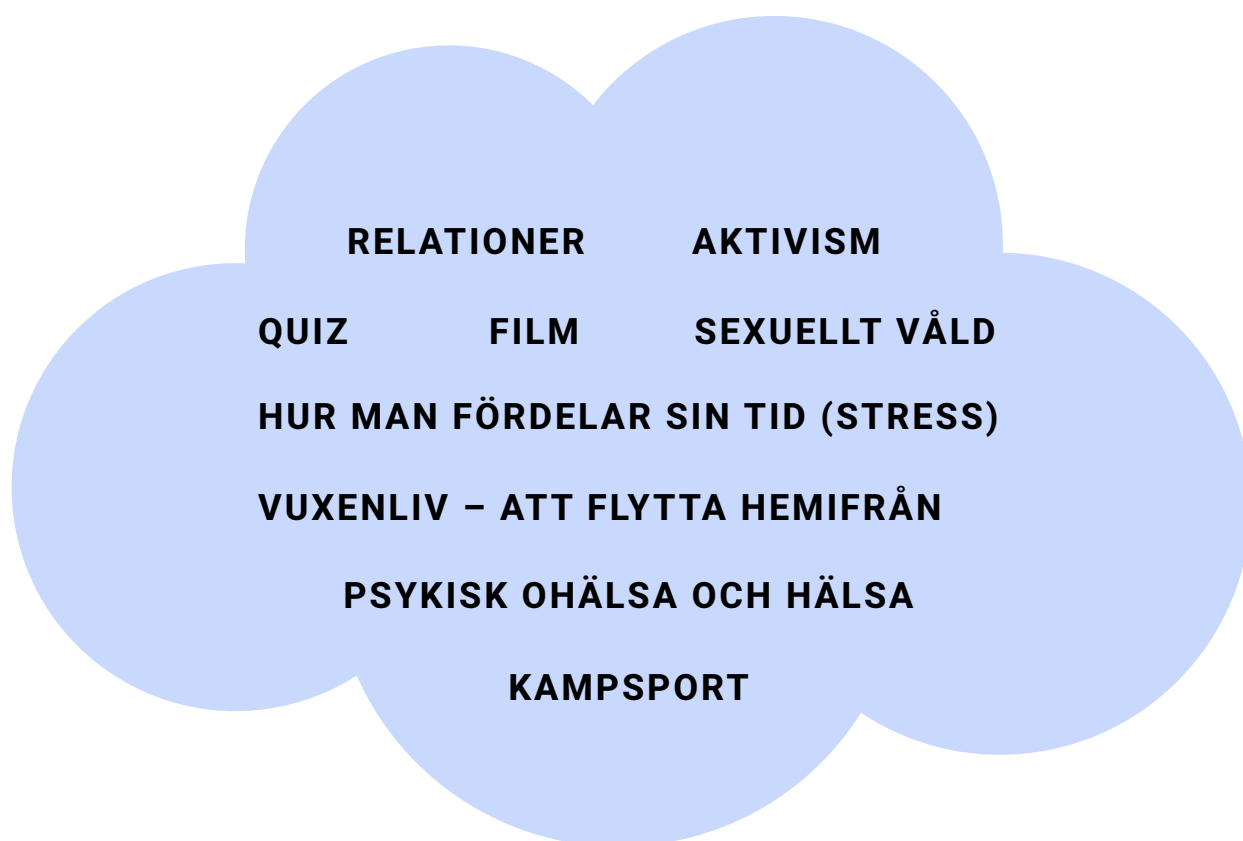 RELATIONER AKTIVISM
QUIZ FILM SEXUELLT VÅLD
HUR MAN FÖRDELAR SIN TID (STRESS)
VUXENLIV – ATT FLYTTA HEMIFRÅN
PSYKISK OHÄLSA OCH HÄLSA
KAMPSPORT